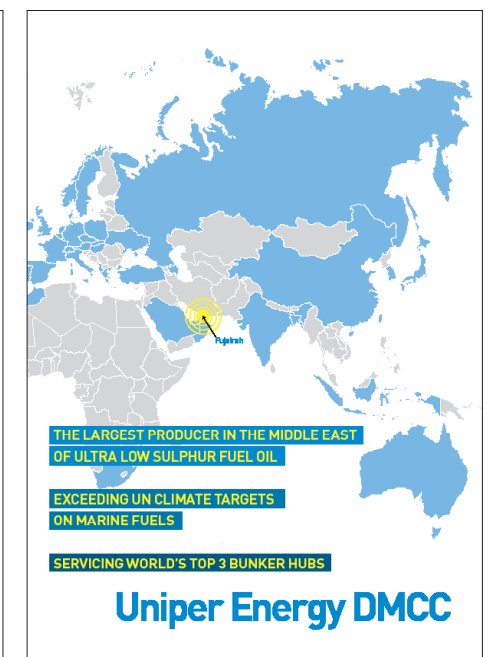 Fujairah
THE LARGEST PRODUCER IN THE MIDDLE EAST
OF ULTRA LOW SULPHUR FUEL OIL
EXCEEDING UN CLIMATE TARGETS
ON MARINE FUELS
SERVICING WORLD'S TOP 3 BUNKER HUBS
Uniper Energy DMCC